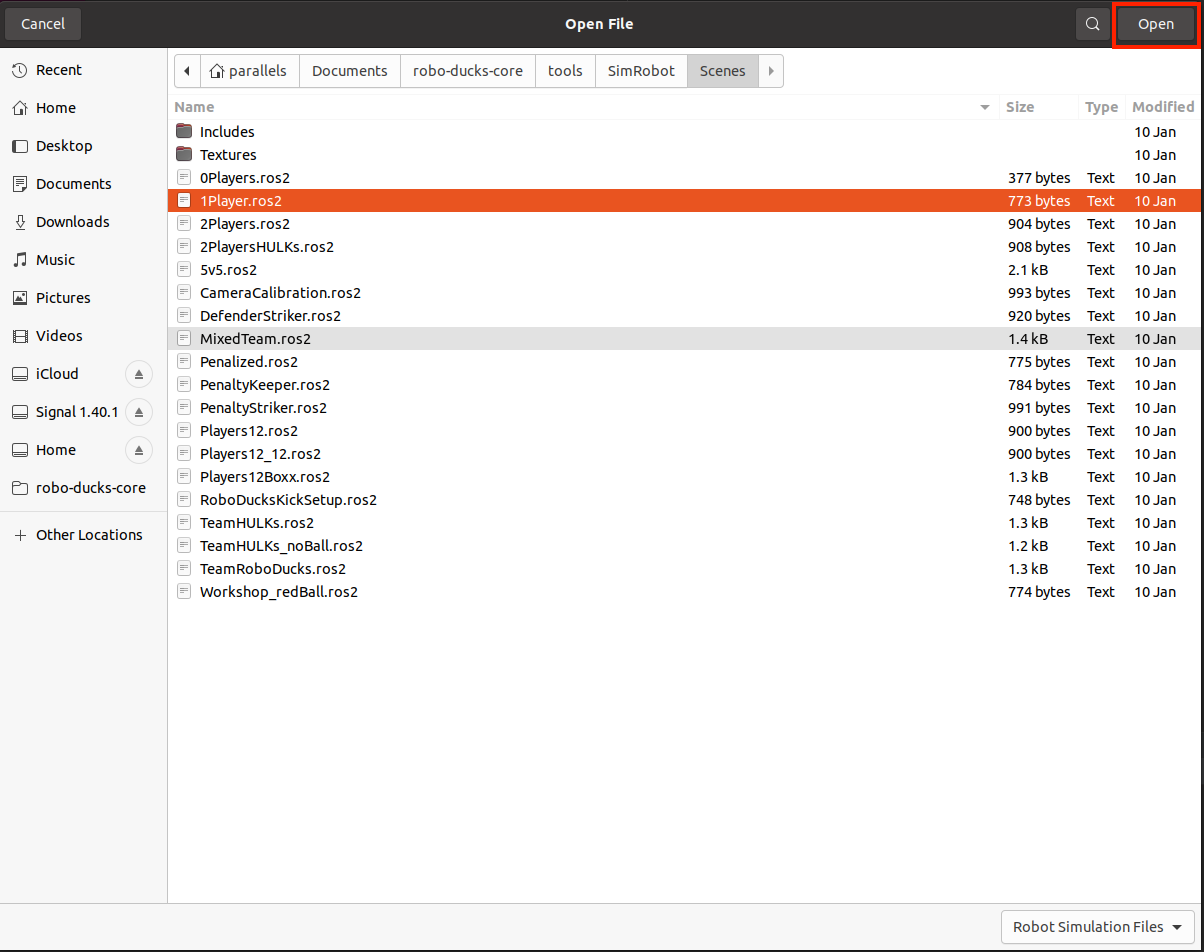 Cancel Open File Open
Recent
Home
Desktop
Documents
Downloads
Music
Pictures
Videos
iCloud
Signal 1.40.1
Home
robo-ducks-core
Other Locations
parallels Documents robo-ducks-core tools SimRobot Scenes
Name Size Type Modified
Includes 10 Jan
Textures 10 Jan
0Players.ros2 377 bytes Text 10 Jan
1Player.ros2 773 bytes Text 10 Jan
2Players.ros2 904 bytes Text 10 Jan
2PlayersHULKs.ros2 908 bytes Text 10 Jan
5v5.ros2 2.1 kB Text 10 Jan
CameraCalibration.ros2 993 bytes Text 10 Jan
DefenderStriker.ros2 920 bytes Text 10 Jan
MixedTeam.ros2 1.4 kB Text 10 Jan
Penalized.ros2 775 bytes Text 10 Jan
PenaltyKeeper.ros2 784 bytes Text 10 Jan
PenaltyStriker.ros2 991 bytes Text 10 Jan
Players12.ros2 900 bytes Text 10 Jan
Players12_12.ros2 900 bytes Text 10 Jan
Players12Boxx.ros2 1.3 kB Text 10 Jan
RoboDucksKickSetup.ros2 748 bytes Text 10 Jan
TeamHULKs.ros2 1.3 kB Text 10 Jan
TeamHULKs_noBall.ros2 1.2 kB Text 10 Jan
TeamRoboDucks.ros2 1.3 kB Text 10 Jan
Workshop_redBall.ros2 774 bytes Text 10 Jan
Robot Simulation Files